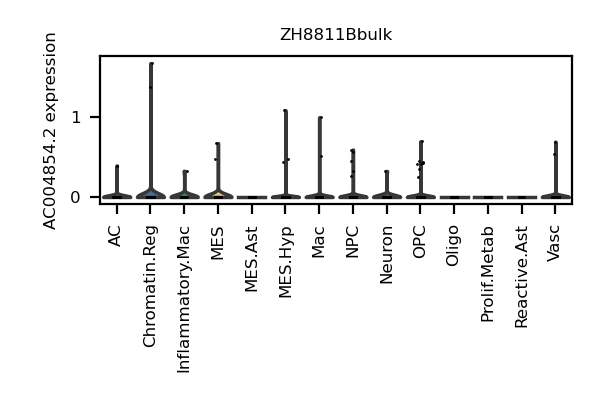 ZH8811Bbulk
AC004854.2 expression
1
0
AC
Chromatin.Reg
Inflammatory.Mac
MES
MES.Ast
MES.Hyp
Mac
NPC
Neuron
OPC
Oligo
Prolif.Metab
Reactive.Ast
Vasc